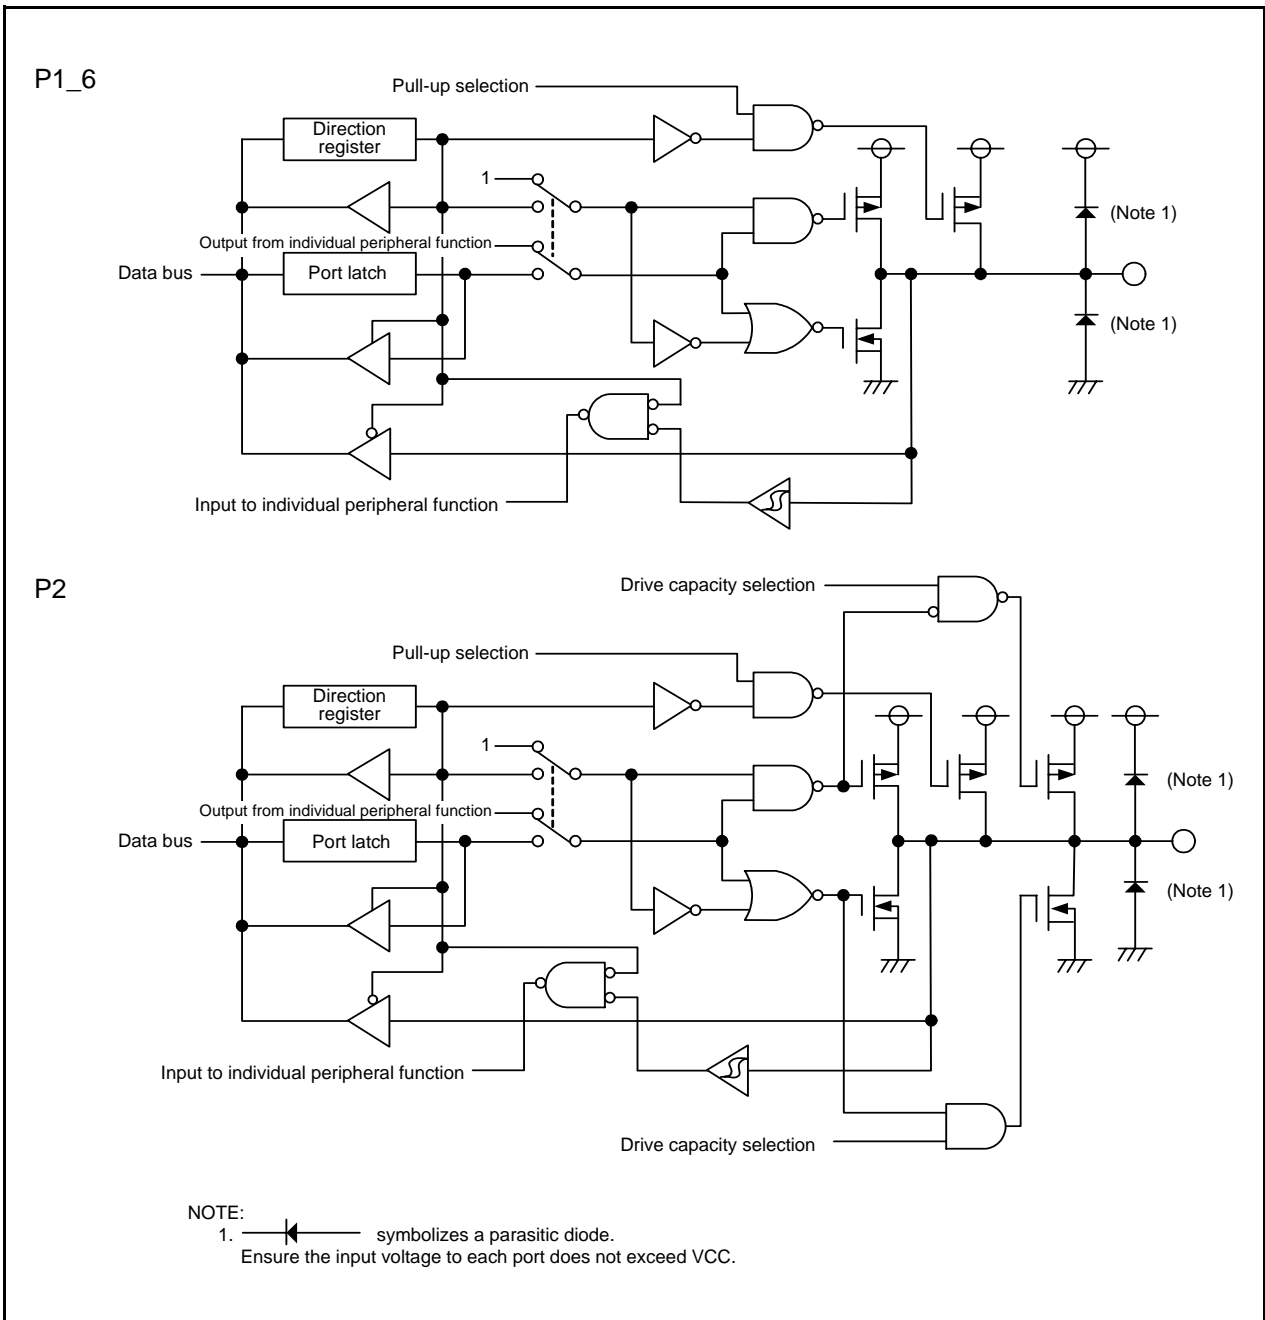 P1_6
Pull-up selection
Direction
register
1
Output from individual peripheral function
Data bus
Port latch
(Note 1)
(Note 1)
Input to individual peripheral function
P2
Drive capacity selection
Pull-up selection
Direction
register
1
Output from individual peripheral function
Data bus
Port latch
(Note 1)
(Note 1)
Input to individual peripheral function
Drive capacity selection
NOTE:
1. symbolizes a parasitic diode.
Ensure the input voltage to each port does not exceed VCC.